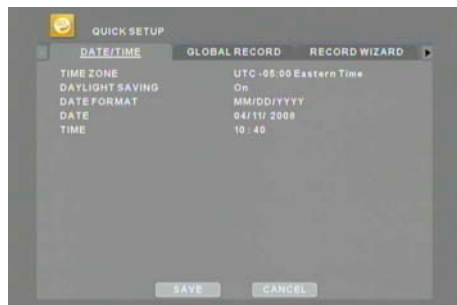 QUICK SETUP
DATE/TIME GLOBAL RECORD RECORD WIZARD
TIME ZONE UTC -05:00 Eastern Time
DAYLIGHT SAVING On
DATE FORMAT MM/DD/YYYY
DATE 04/11/ 2008
TIME 10 : 40
SAVE CANCEL